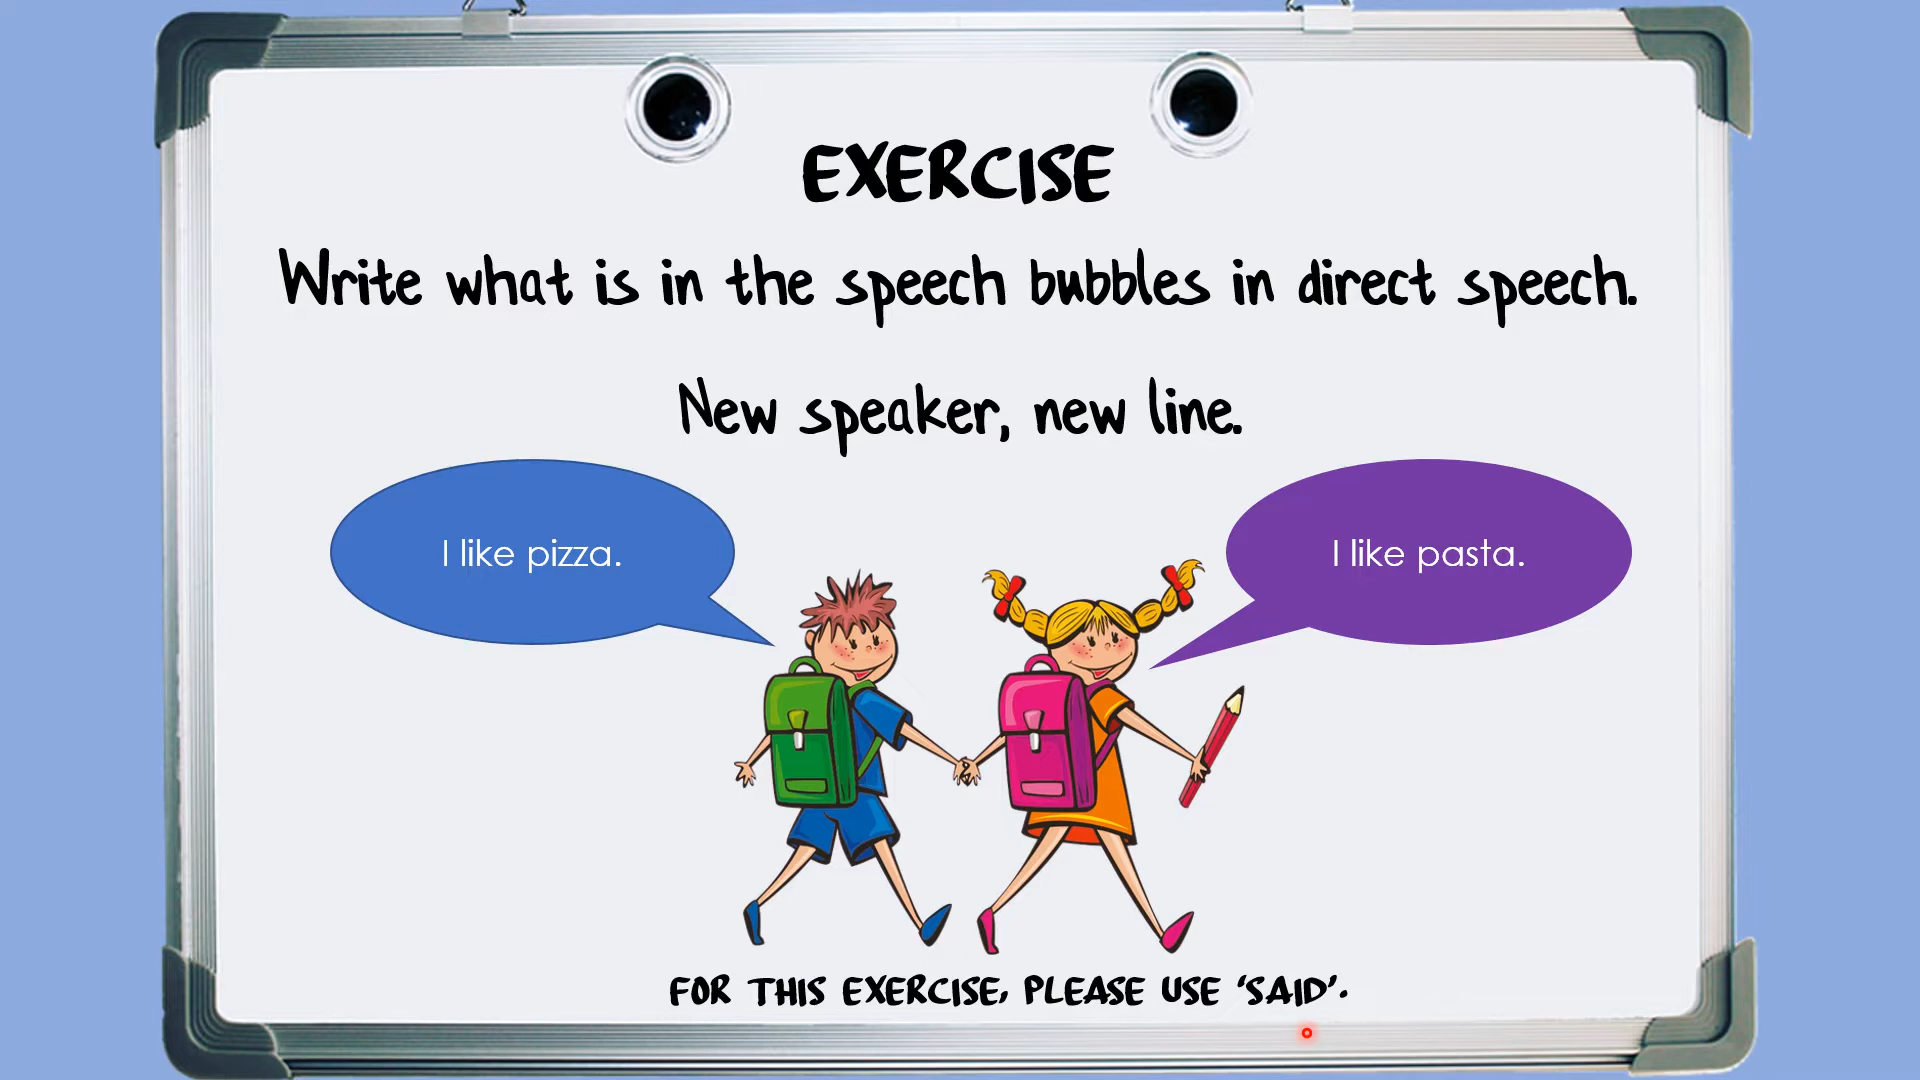 EXERCISE
Write what is in the speech bubbles in direct speech.
New speaker, new line.
I like pizza.
I like pasta.
FOR THIS EXERCISE, PLEASE USE ‘SAID’.